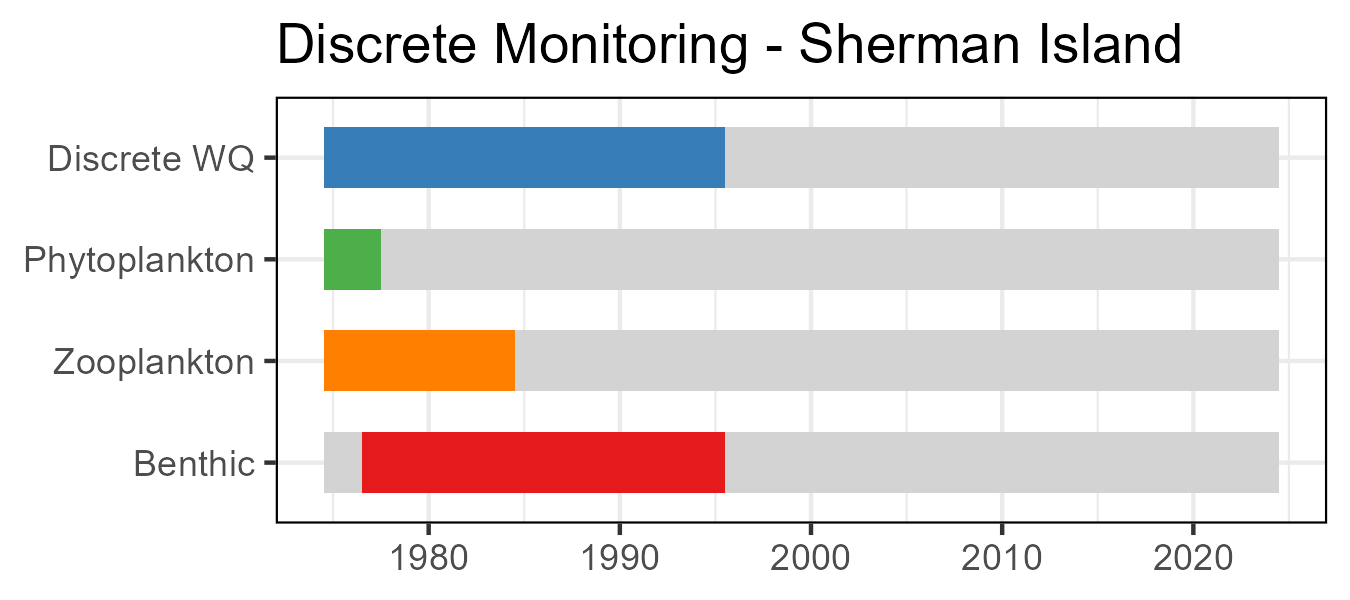 Discrete Monitoring - Sherman Island
Discrete WQ
Phytoplankton
Zooplankton
Benthic
1980 1990 2000 2010 2020